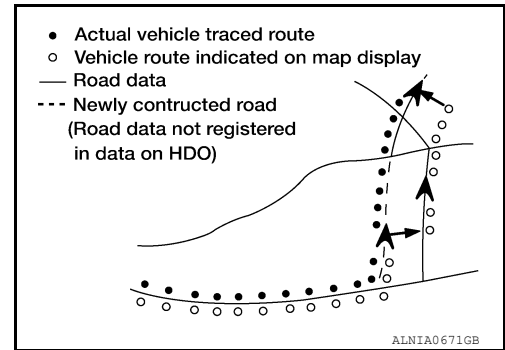 Actual vehicle traced route
Vehicle route indicated on map display
Road data
Newly contructed road
(Road data not registered
in data on HDO)
ALNIA0671GB